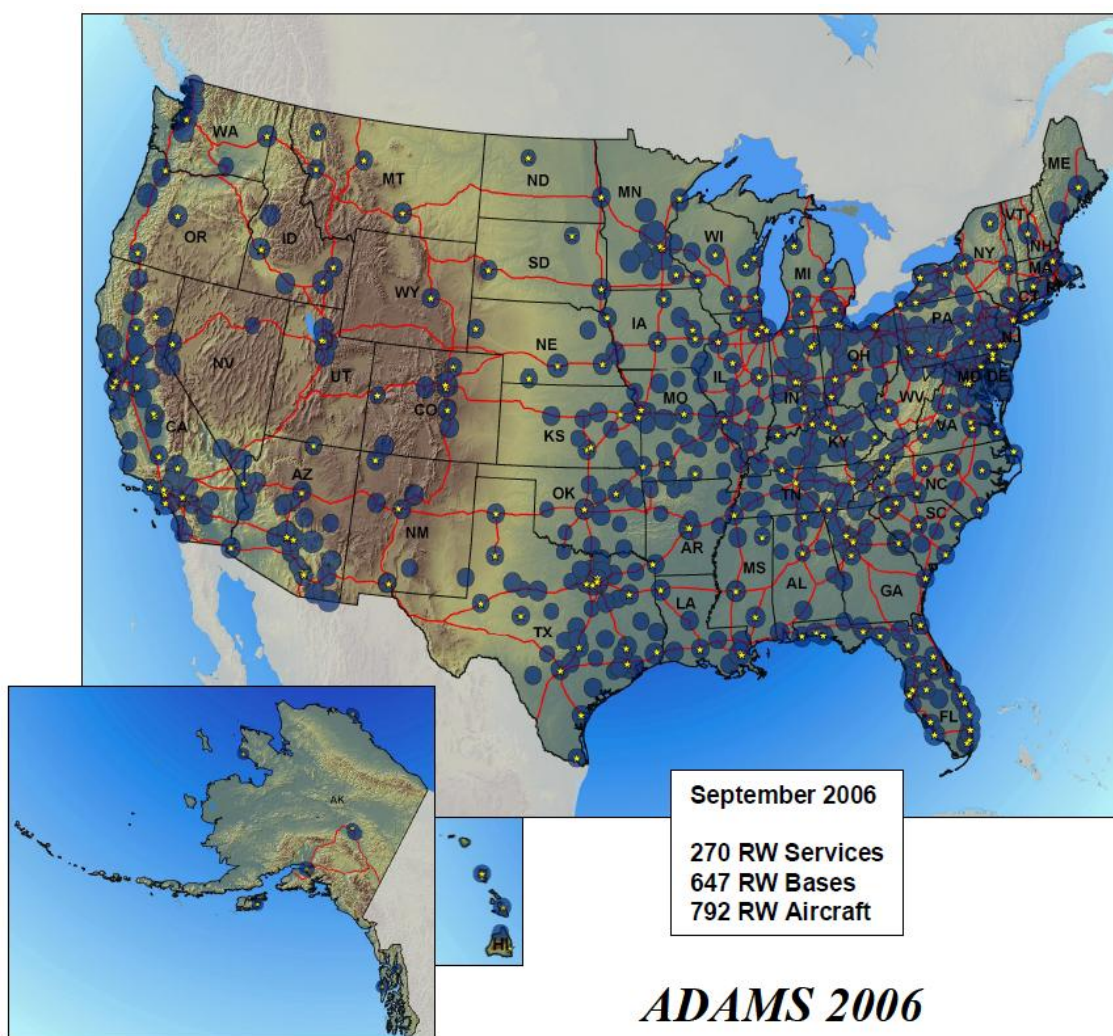 WA
MT
ND
MN
ME
OR
ID
SD
WI
MI
NY
VT
NH
MA
CT
WY
NE
IA
PA
NJ
NV
UT
CO
KS
MO
IL
IN
OH
WV
MD
DE
VA
KY
CA
AZ
NM
OK
AR
TN
NC
SC
TX
LA
MS
AL
GA
FL
AK
HI
September 2006
270 RW Services
647 RW Bases
792 RW Aircraft
ADAMS 2006